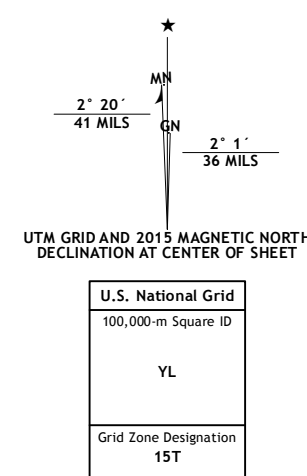 ★
MN
2° 20´
41 MILS
GN
2° 1´
36 MILS
UTM GRID AND 2015 MAGNETIC NORTH
DECLINATION AT CENTER OF SHEET
U.S. National Grid
100,000-m Square ID
YL
Grid Zone Designation
15T